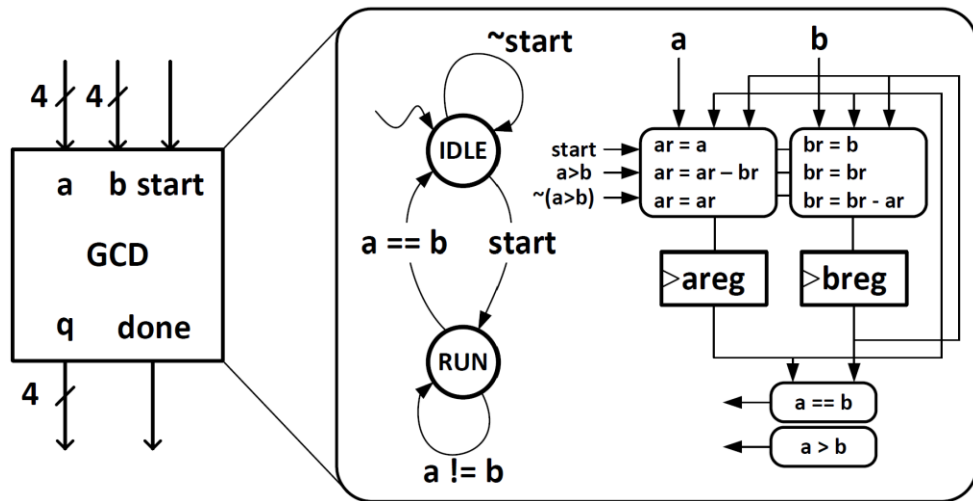 4
4
a b start
GCD
q done
4
~start
IDLE
a == b
start
RUN
a != b
a
b
start
a>b
~(a>b)
ar = a
ar = ar – br
ar = ar
br = b
br = br
br = br - ar
areg
breg
a == b
a > b